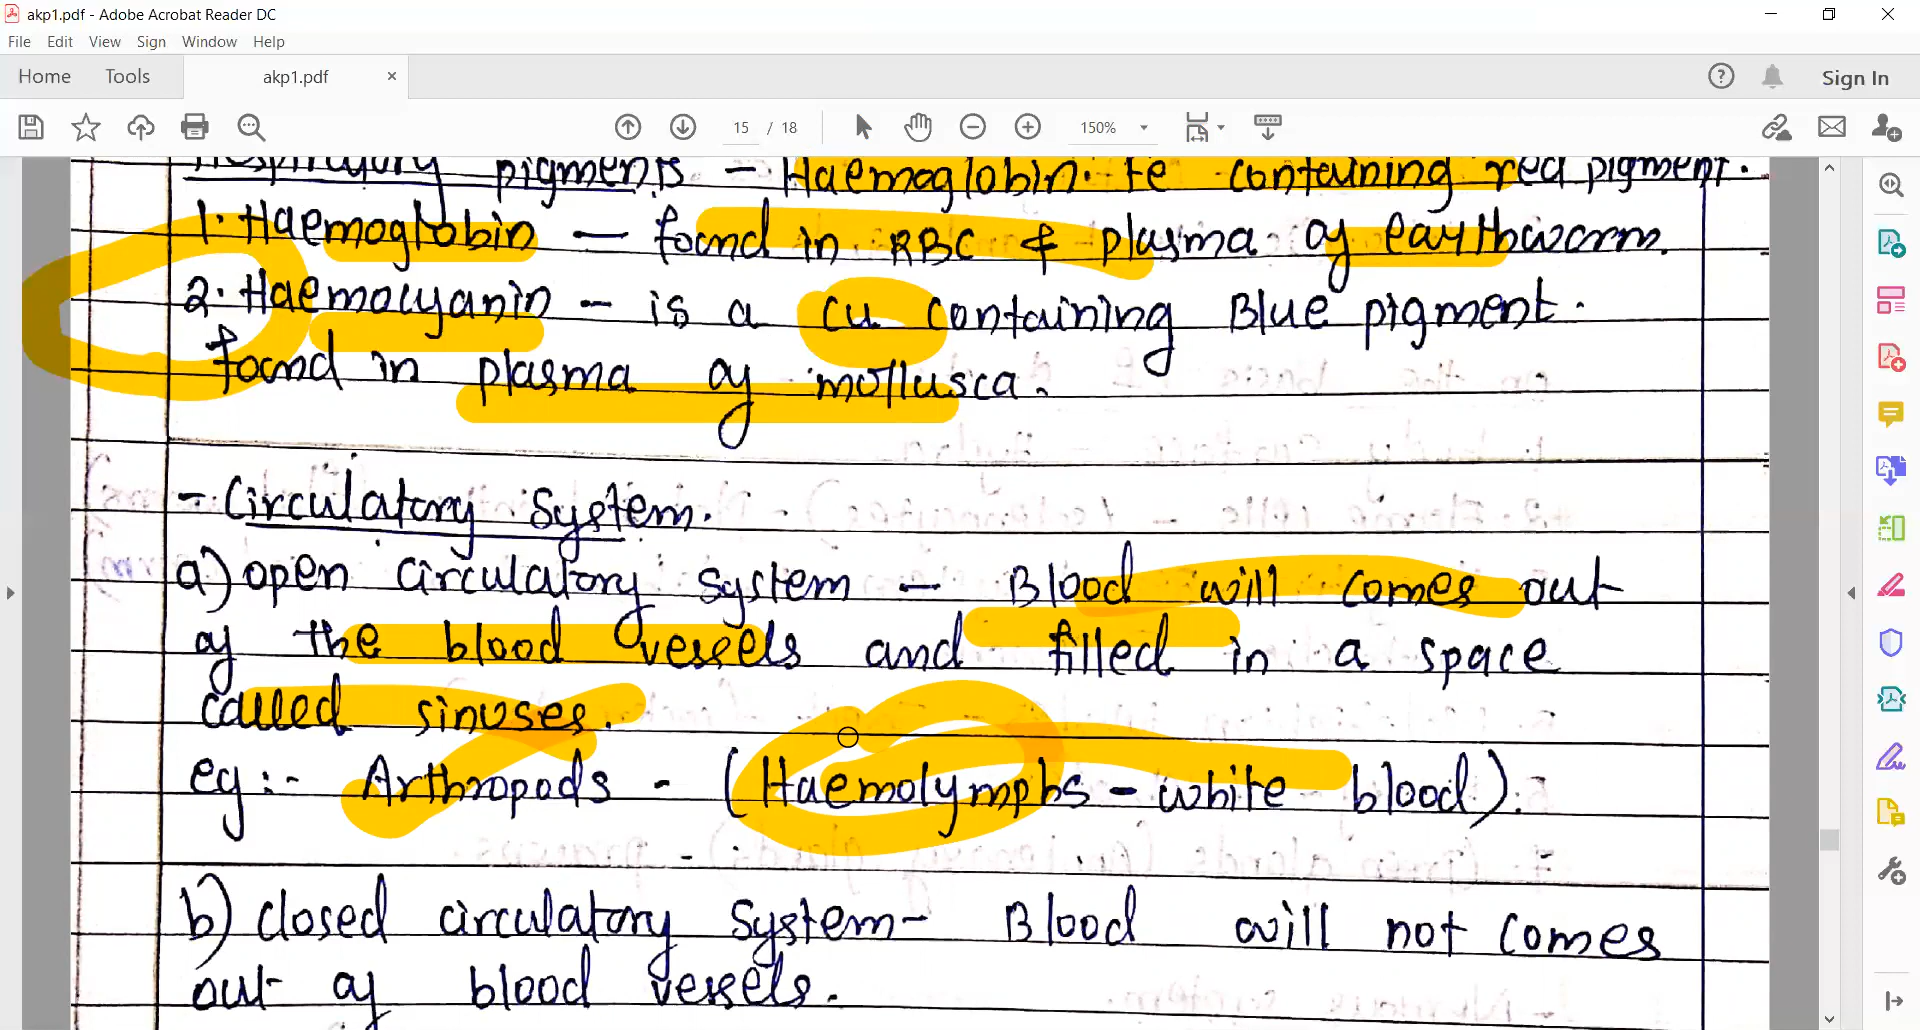 akp1.pdf - Adobe Acrobat Reader DC
File Edit View Sign Window Help
Home Tools akp1.pdf × Sign In
15 / 18 150%
Respiratory pigments - Haemoglobin. Fe containing red pigment.
1. Haemoglobin — found in RBC & plasma of earthworm.
2. Haemocyanin - is a Cu containing Blue pigment.
found in plasma of mollusca.
- Circulatory System.
a) open circulatory system - Blood will comes out
of the blood vessels and filled in a space
called sinuses.
eg:- Arthropods - (Haemolymphs - white blood).
b) closed circulatory system- Blood will not comes
out of blood vessels.